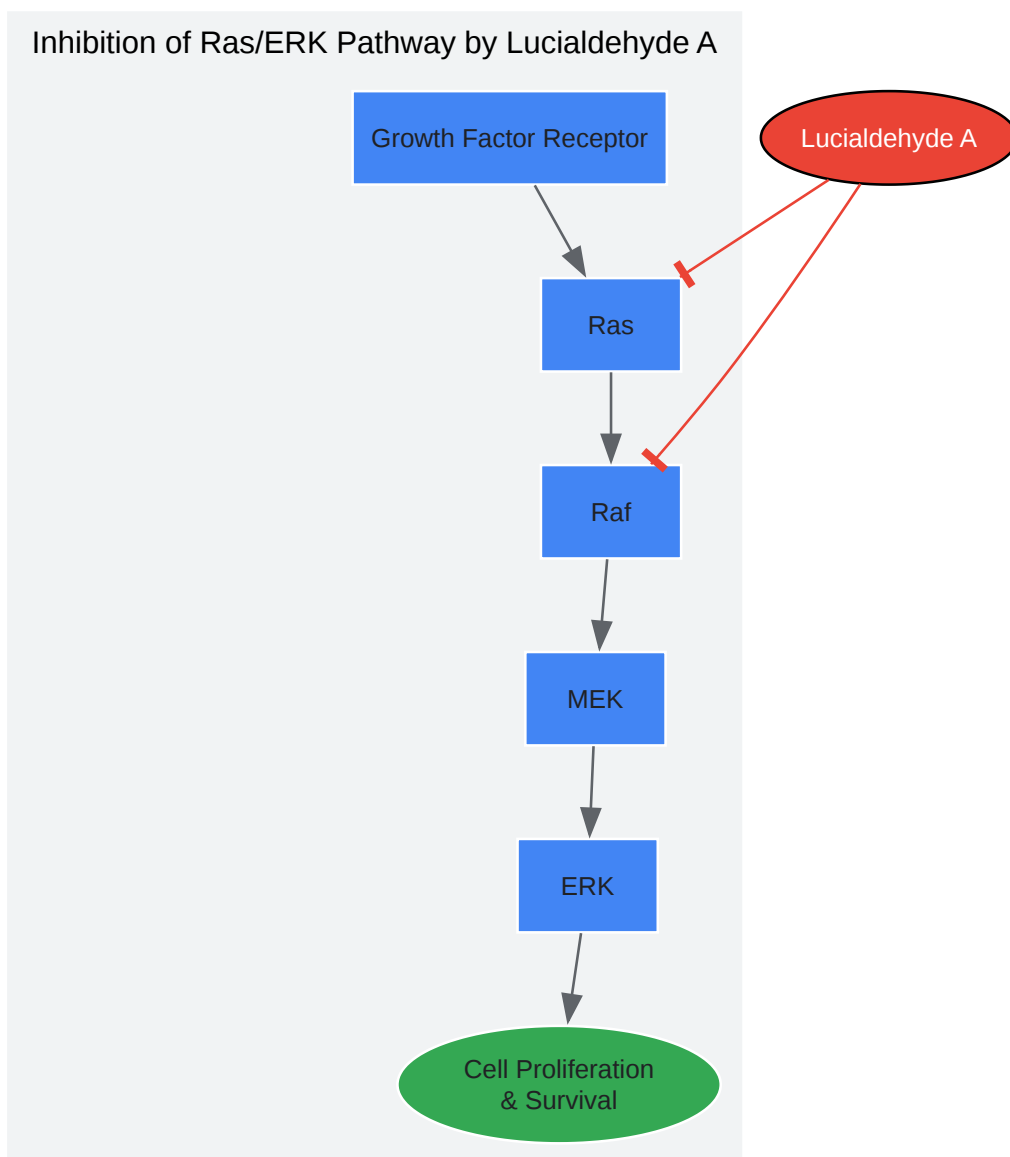 Inhibition of Ras/ERK Pathway by Lucialdehyde A
Growth Factor Receptor
Lucialdehyde A
Ras
Raf
MEK
ERK
Cell Proliferation
& Survival